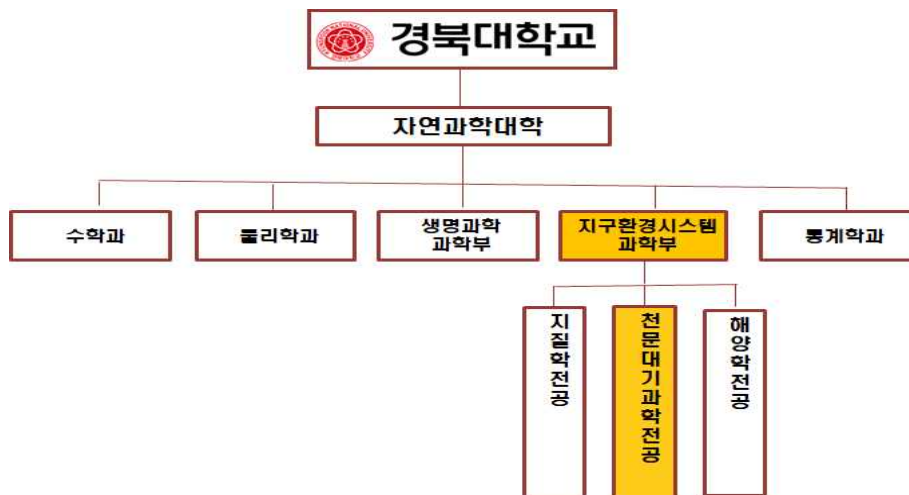 경북대학교
자연과학대학
수학과
물리학과
생명과학
과학부
지구환경시스템
과학부
통계학과
지질학전공
천문대기과학전공
해양학전공